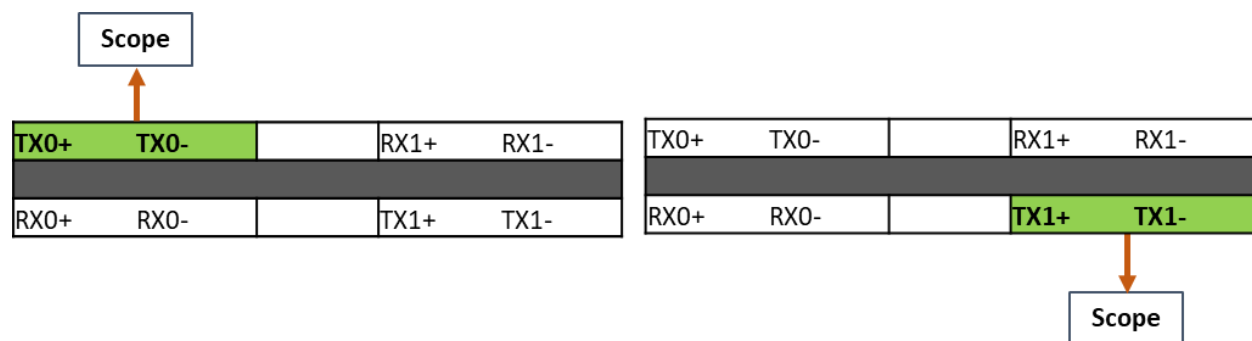 Scope
TX0+ TX0- RX1+ RX1-
RX0+ RX0- TX1+ TX1-
TX0+ TX0- RX1+ RX1-
RX0+ RX0- TX1+ TX1-
Scope